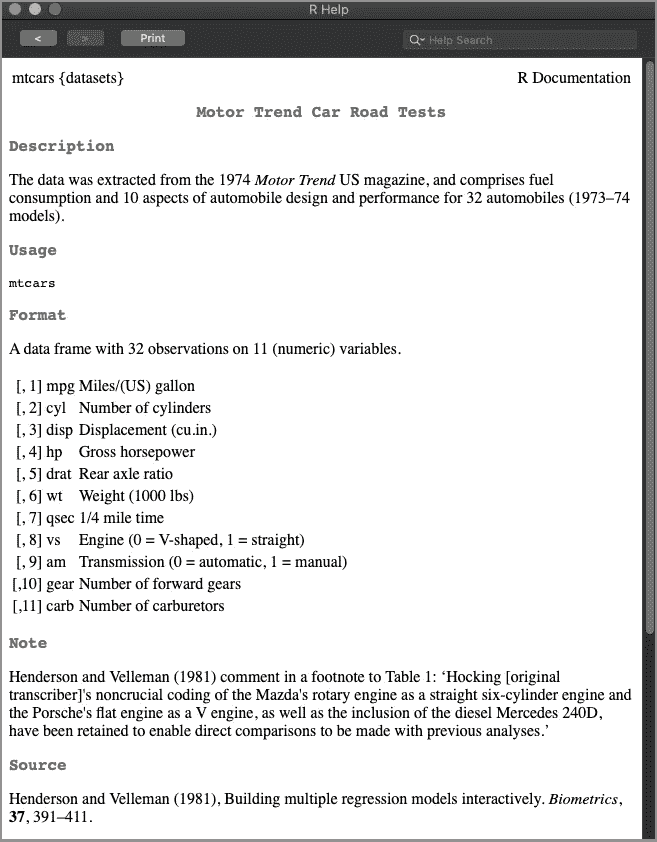 R Help
< > Print Help Search
mtcars {datasets} R Documentation
Motor Trend Car Road Tests
Description
The data was extracted from the 1974 Motor Trend US magazine, and comprises fuel
consumption and 10 aspects of automobile design and performance for 32 automobiles (1973–74
models).
Usage
mtcars
Format
A data frame with 32 observations on 11 (numeric) variables.
[, 1] mpg Miles/(US) gallon
[, 2] cyl Number of cylinders
[, 3] disp Displacement (cu.in.)
[, 4] hp Gross horsepower
[, 5] drat Rear axle ratio
[, 6] wt Weight (1000 lbs)
[, 7] qsec 1/4 mile time
[, 8] vs Engine (0 = V-shaped, 1 = straight)
[, 9] am Transmission (0 = automatic, 1 = manual)
[,10] gear Number of forward gears
[,11] carb Number of carburetors
Note
Henderson and Velleman (1981) comment in a footnote to Table 1: ‘Hocking [original
transcriber]'s noncrucial coding of the Mazda's rotary engine as a straight six-cylinder engine and
the Porsche's flat engine as a V engine, as well as the inclusion of the diesel Mercedes 240D,
have been retained to enable direct comparisons to be made with previous analyses.’
Source
Henderson and Velleman (1981), Building multiple regression models interactively. Biometrics,
37, 391–411.